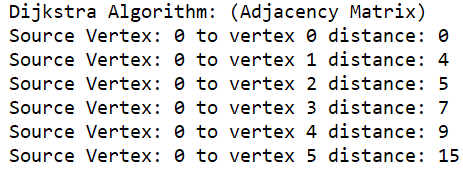 Dijkstra Algorithm: (Adjacency Matrix)
Source Vertex: 0 to vertex 0 distance: 0
Source Vertex: 0 to vertex 1 distance: 4
Source Vertex: 0 to vertex 2 distance: 5
Source Vertex: 0 to vertex 3 distance: 7
Source Vertex: 0 to vertex 4 distance: 9
Source Vertex: 0 to vertex 5 distance: 15